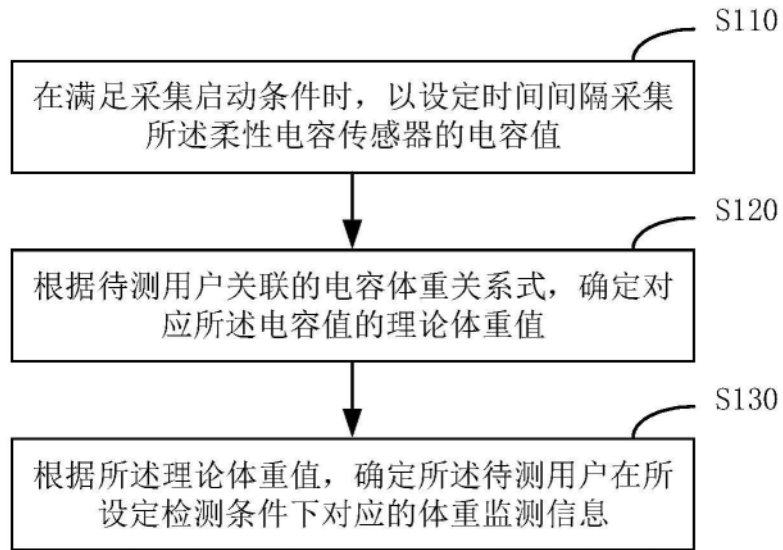 S110
在满足采集启动条件时，以设定时间间隔采集
所述柔性电容传感器的电容值
S120
根据待测用户关联的电容体重关系式，确定对
应所述电容值的理论体重值
S130
根据所述理论体重值，确定所述待测用户在所
设定检测条件下对应的体重监测信息